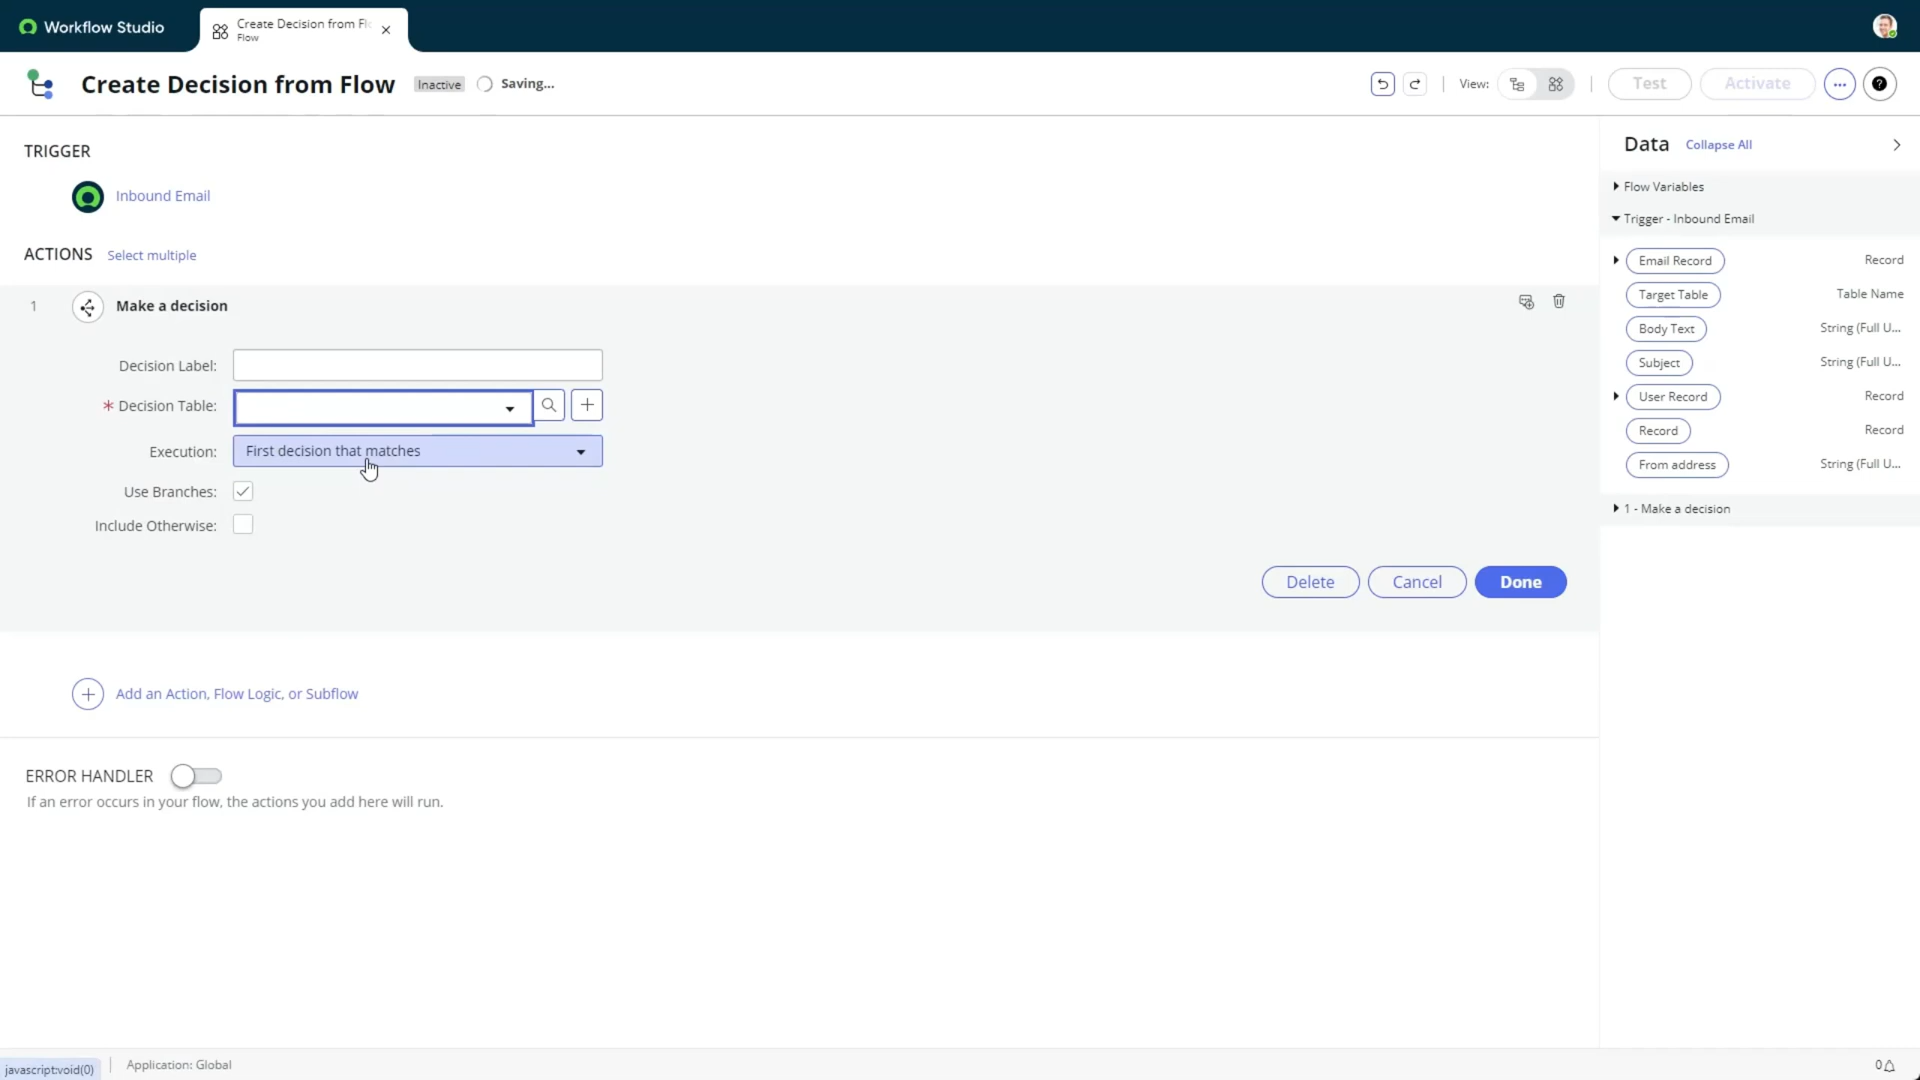 Workflow Studio
Create Decision from Fl
Flow
Create Decision from Flow
Inactive
Saving...
View:
Test
Activate
TRIGGER
Inbound Email
ACTIONS
Select multiple
1
Make a decision
Decision Label:
* Decision Table:
Execution:
First decision that matches
Use Branches:
Include Otherwise:
Delete
Cancel
Done
Add an Action, Flow Logic, or Subflow
ERROR HANDLER
If an error occurs in your flow, the actions you add here will run.
Data
Collapse All
Flow Variables
Trigger - Inbound Email
Email Record Record
Target Table Table Name
Body Text String (Full U...
Subject String (Full U...
User Record Record
Record Record
From address String (Full U...
1 - Make a decision
javascript:void(0)
Application: Global
0